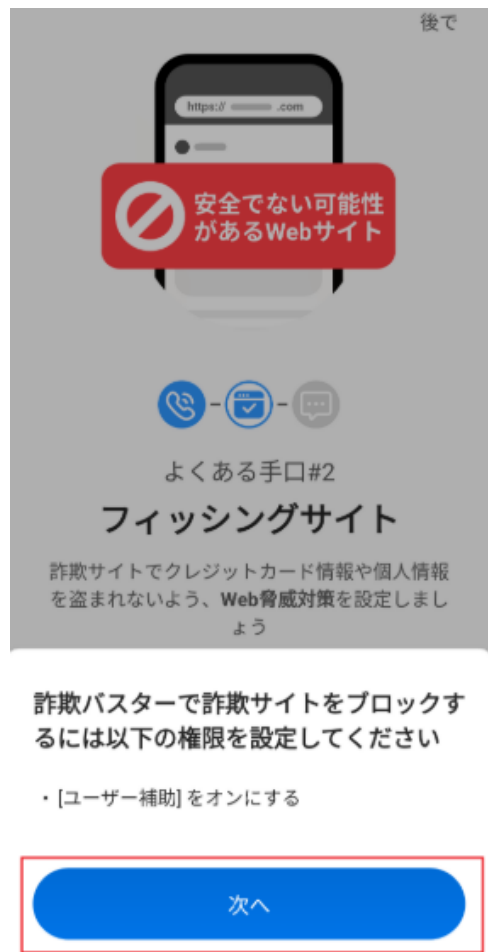 後で
https:// .com
安全でない可能性
があるWebサイト
よくある手口#2
フィッシングサイト
詐欺サイトでクレジットカード情報や個人情報
を盗まれないよう、Web脅威対策を設定しまし
ょう
詐欺バスターで詐欺サイトをブロックす
るには以下の権限を設定してください
・[ユーザー補助] をオンにする
次へ